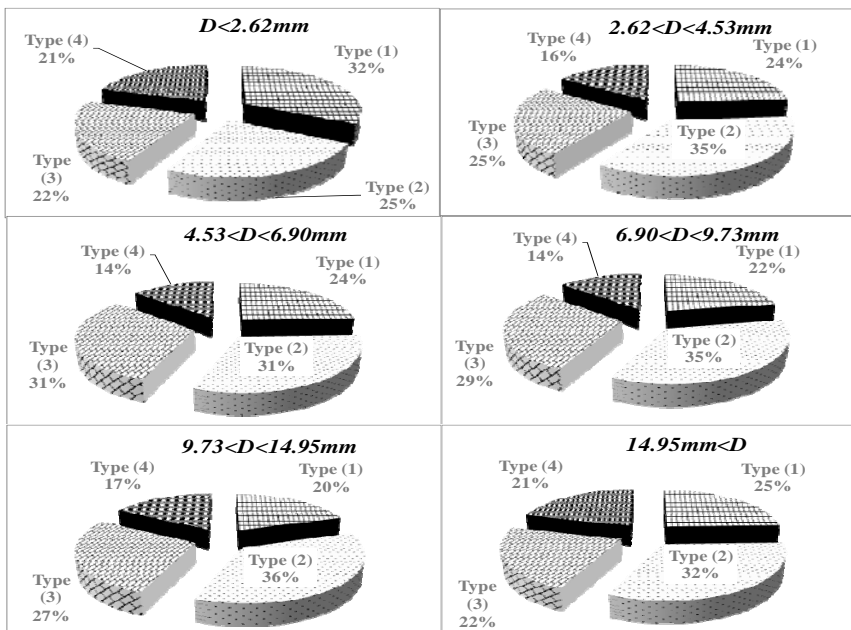 D<2.62mm
Type (4)
21%
Type (1)
32%
Type
(3)
22%
Type (2)
25%
2.62<D<4.53mm
Type (4)
16%
Type (1)
24%
Type (2)
35%
Type
(3)
25%
4.53<D<6.90mm
Type (4)
14%
Type (1)
24%
Type (2)
31%
Type
(3)
31%
6.90<D<9.73mm
Type (4)
14%
Type (1)
22%
Type (2)
35%
Type
(3)
29%
9.73<D<14.95mm
Type (4)
17%
Type (1)
20%
Type (2)
36%
Type
(3)
27%
14.95mm<D
Type (4)
21%
Type (1)
25%
Type (2)
32%
Type
(3)
22%